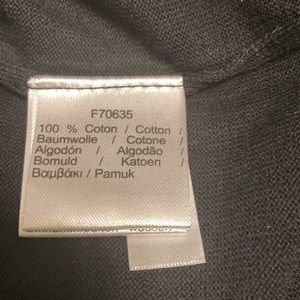 F70635
100 % Coton / Cotton /
Baumwolle / Cotone /
Algodón / Algodão /
Bomuld / Katoen /
Βαμβάκι / Pamuk